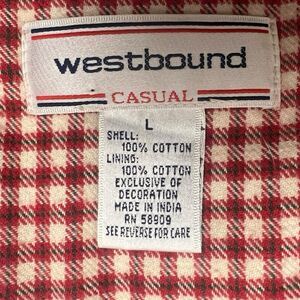 westbound
CASUAL
L
SHELL:
100% COTTON
LINING:
100% COTTON
EXCLUSIVE OF
DECORATION
MADE IN INDIA
RN 58909
SEE REVERSE FOR CARE